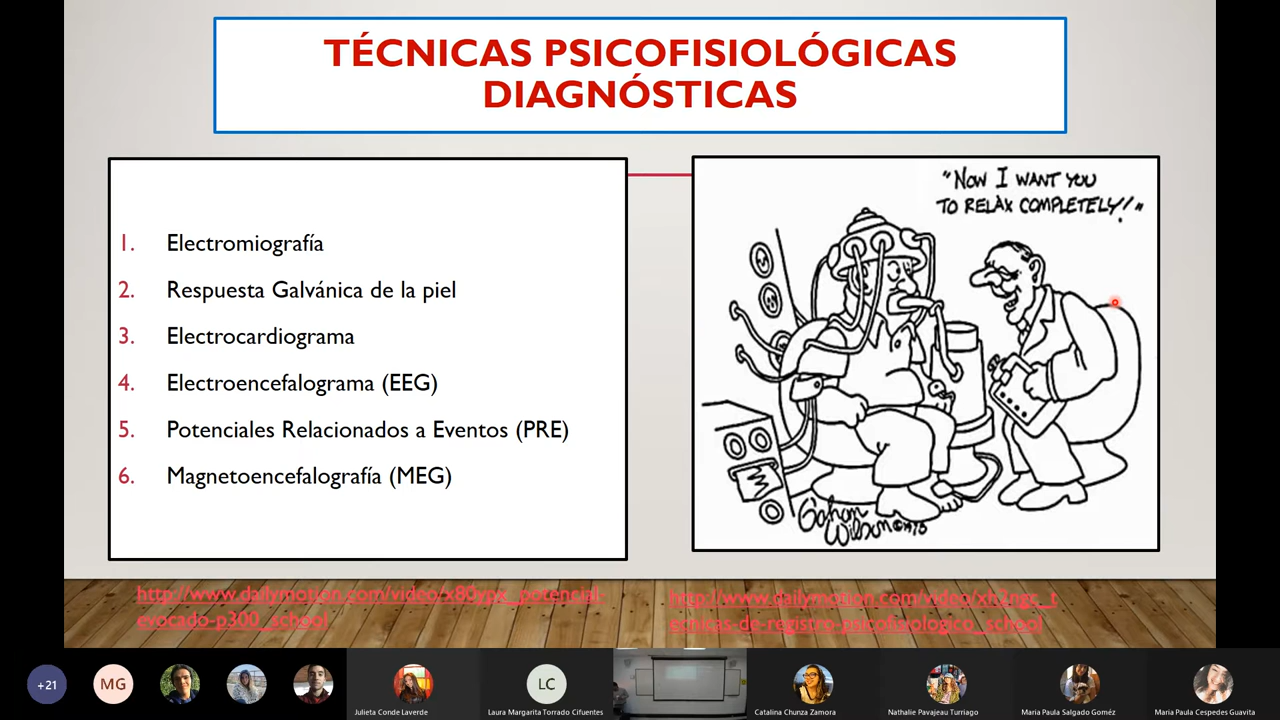 TÉCNICAS PSICOFISIOLÓGICAS
DIAGNÓSTICAS
1. Electromiografía
2. Respuesta Galvánica de la piel
3. Electrocardiograma
4. Electroencefalograma (EEG)
5. Potenciales Relacionados a Eventos (PRE)
6. Magnetoencefalografía (MEG)
"NOW I WANT YOU
TO RELAX COMPLETELY!"
Gahan
Wilson
http://www.dailymotion.com/video/x80ypx_potencial-
evocado-p300_school
http://www.dailymotion.com/video/xh2ngc_t
ecnicas-de-registro-psicofisiologico_school
+21
MG
LC
Julieta Conde Laverde
Laura Margarita Torrado Cifuentes
Catalina Chunza Zamora
Nathalie Pavajeau Turriago
Maria Paula Salgado Goméz
Maria Paula Cespedes Guavita